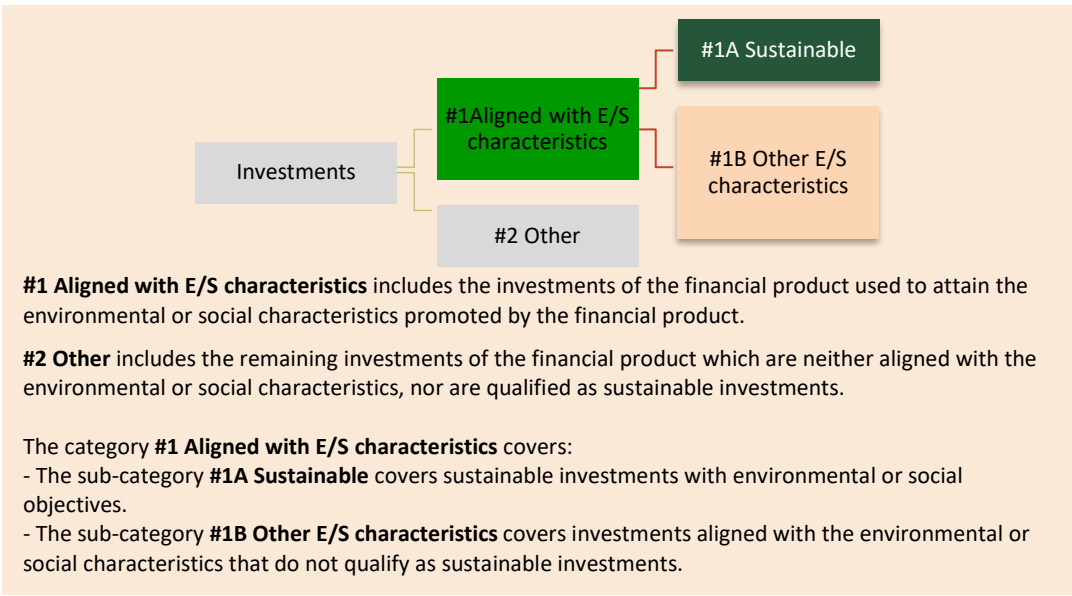 #1A Sustainable
#1Aligned with E/S
characteristics
#1B Other E/S
characteristics
Investments
#2 Other
#1 Aligned with E/S characteristics includes the investments of the financial product used to attain the
environmental or social characteristics promoted by the financial product.
#2 Other includes the remaining investments of the financial product which are neither aligned with the
environmental or social characteristics, nor are qualified as sustainable investments.
The category #1 Aligned with E/S characteristics covers:
- The sub-category #1A Sustainable covers sustainable investments with environmental or social
objectives.
- The sub-category #1B Other E/S characteristics covers investments aligned with the environmental or
social characteristics that do not qualify as sustainable investments.